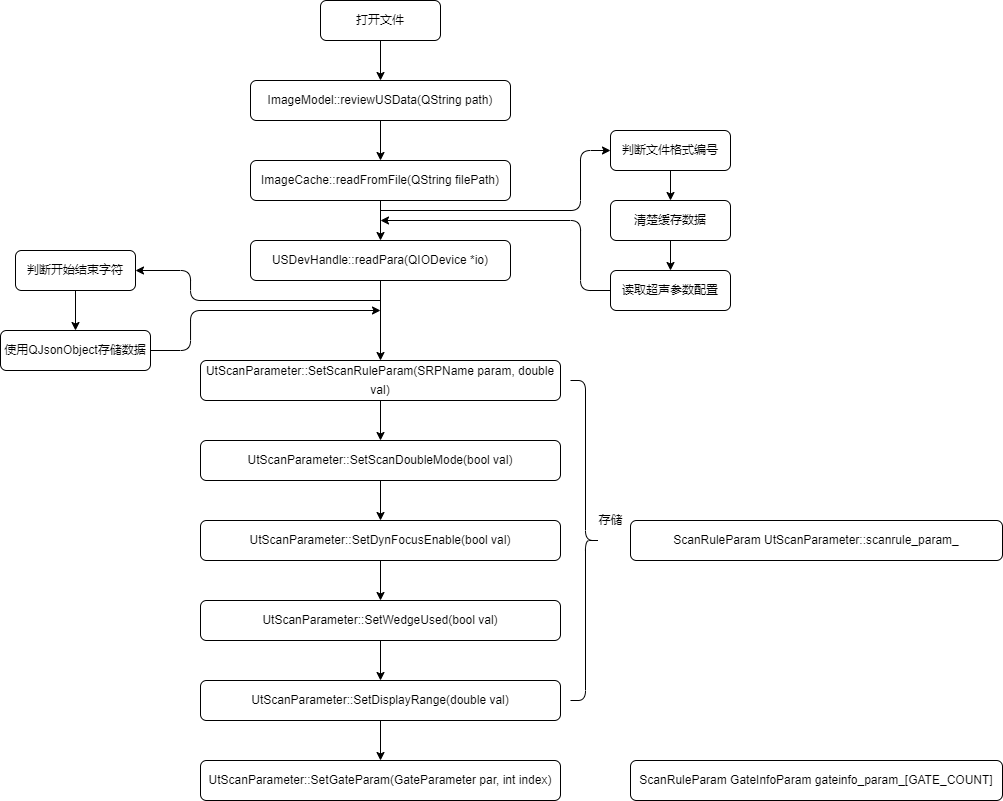 打开文件
ImageModel::reviewUSData(QString path)
判断文件格式编号
ImageCache::readFromFile(QString filePath)
清楚缓存数据
USDevHandle::readPara(QIODevice *io)
判断开始结束字符
读取超声参数配置
使用QJsonObject存储数据
UtScanParameter::SetScanRuleParam(SRPName param, double
val)
UtScanParameter::SetScanDoubleMode(bool val)
存储
UtScanParameter::SetDynFocusEnable(bool val)
ScanRuleParam UtScanParameter::scanrule_param_
UtScanParameter::SetWedgeUsed(bool val)
UtScanParameter::SetDisplayRange(double val)
UtScanParameter::SetGateParam(GateParameter par, int index)
ScanRuleParam GateInfoParam gateinfo_param_[GATE_COUNT]